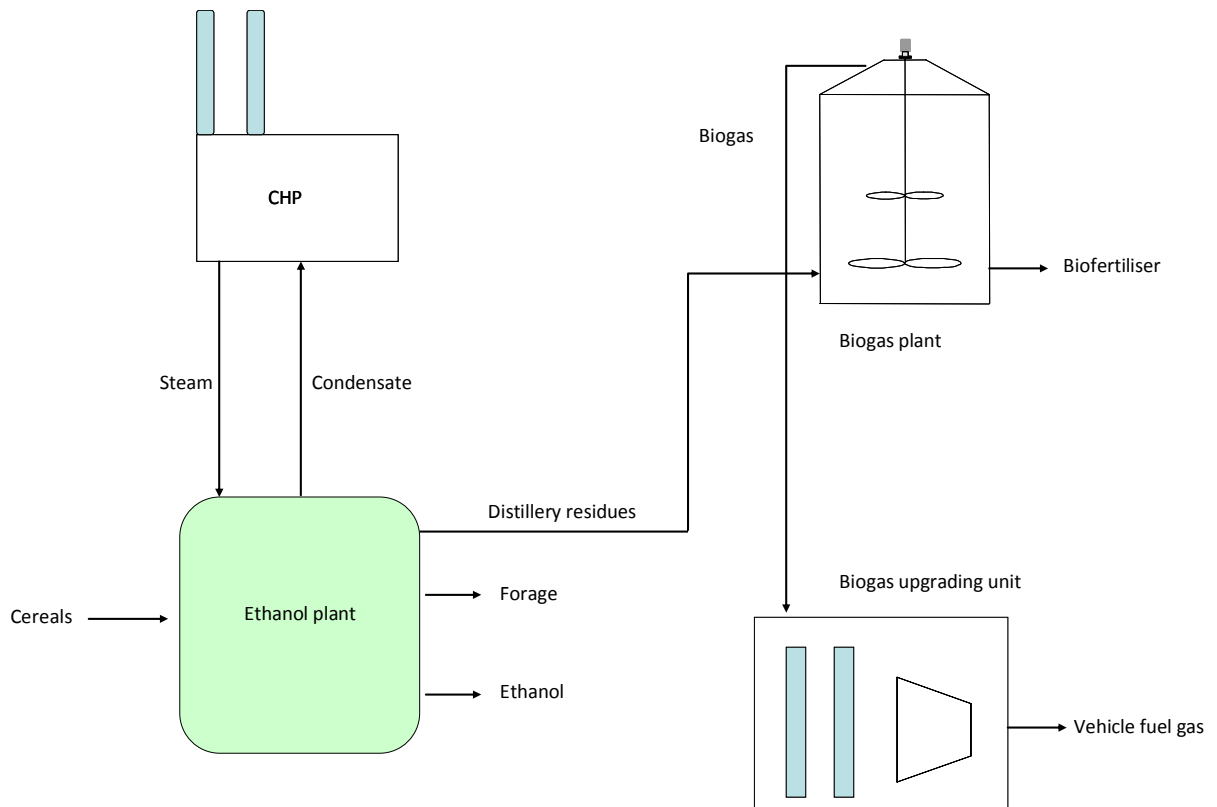 CHP
Biogas
Biofertiliser
Biogas plant
Steam
Condensate
Distillery residues
Biogas upgrading unit
Forage
Cereals
Ethanol plant
Ethanol
Vehicle fuel gas